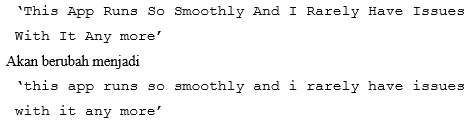 ‘This App Runs So Smoothly And I Rarely Have Issues
With It Any more’
Akan berubah menjadi
‘this app runs so smoothly and i rarely have issues
with it any more’